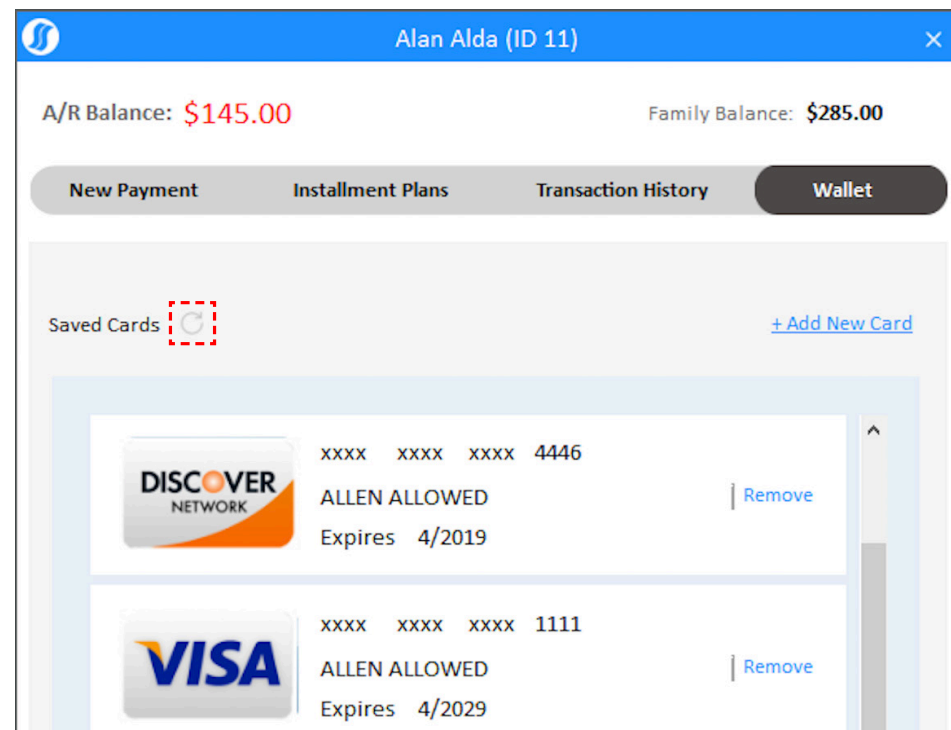 Alan Alda (ID 11)
A/R Balance: $145.00 Family Balance: $285.00
New Payment Installment Plans Transaction History Wallet
Saved Cards + Add New Card
DISCOVER
NETWORK
xxxx xxxx xxxx 4446
ALLEN ALLOWED
Expires 4/2019
Remove
VISA
xxxx xxxx xxxx 1111
ALLEN ALLOWED
Expires 4/2029
Remove